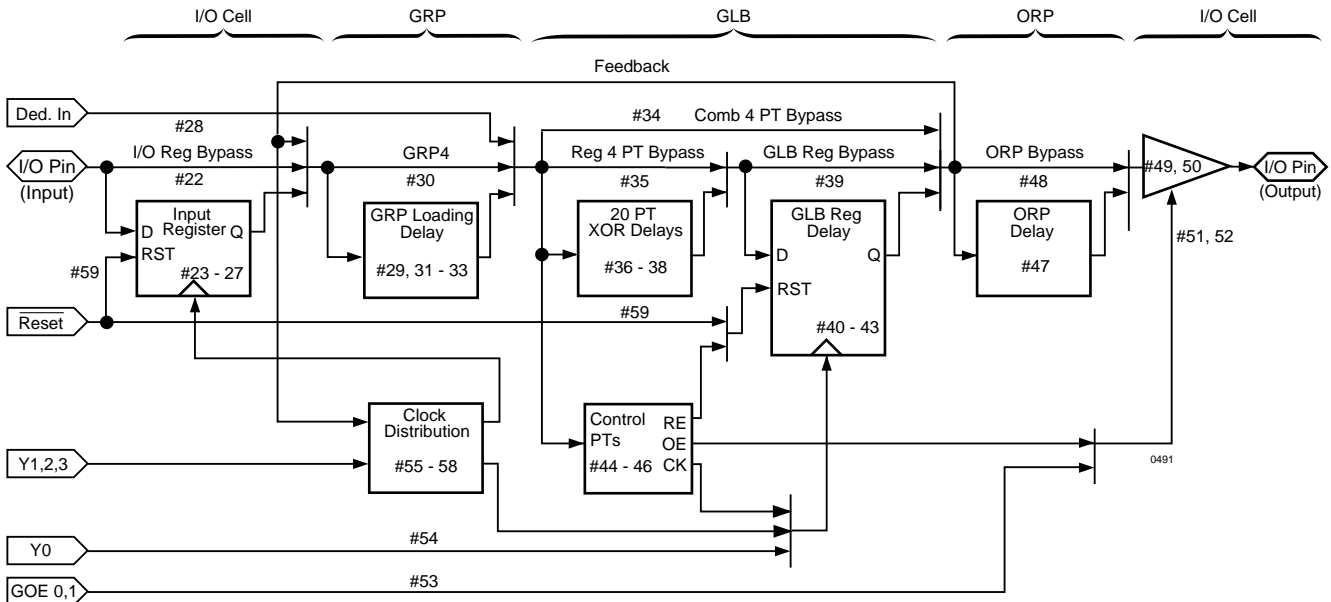 I/O Cell GRP GLB ORP I/O Cell
Feedback
Ded. In
#28
#34 Comb 4 PT Bypass
I/O Pin
(Input)
I/O Reg Bypass
#22
GRP4
#30
Reg 4 PT Bypass
#35
GLB Reg Bypass
#39
ORP Bypass
#48
#49, 50
I/O Pin
(Output)
Input
Register
D
Q
RST
#23 - 27
GRP Loading
Delay
#29, 31 - 33
20 PT
XOR Delays
#36 - 38
GLB Reg
Delay
D
Q
RST
#40 - 43
ORP
Delay
#47
#51, 52
#59
Reset
#59
Clock
Distribution
#55 - 58
Control
PTs
RE
OE
CK
#44 - 46
Y1,2,3
0491
Y0
#54
GOE 0,1
#53